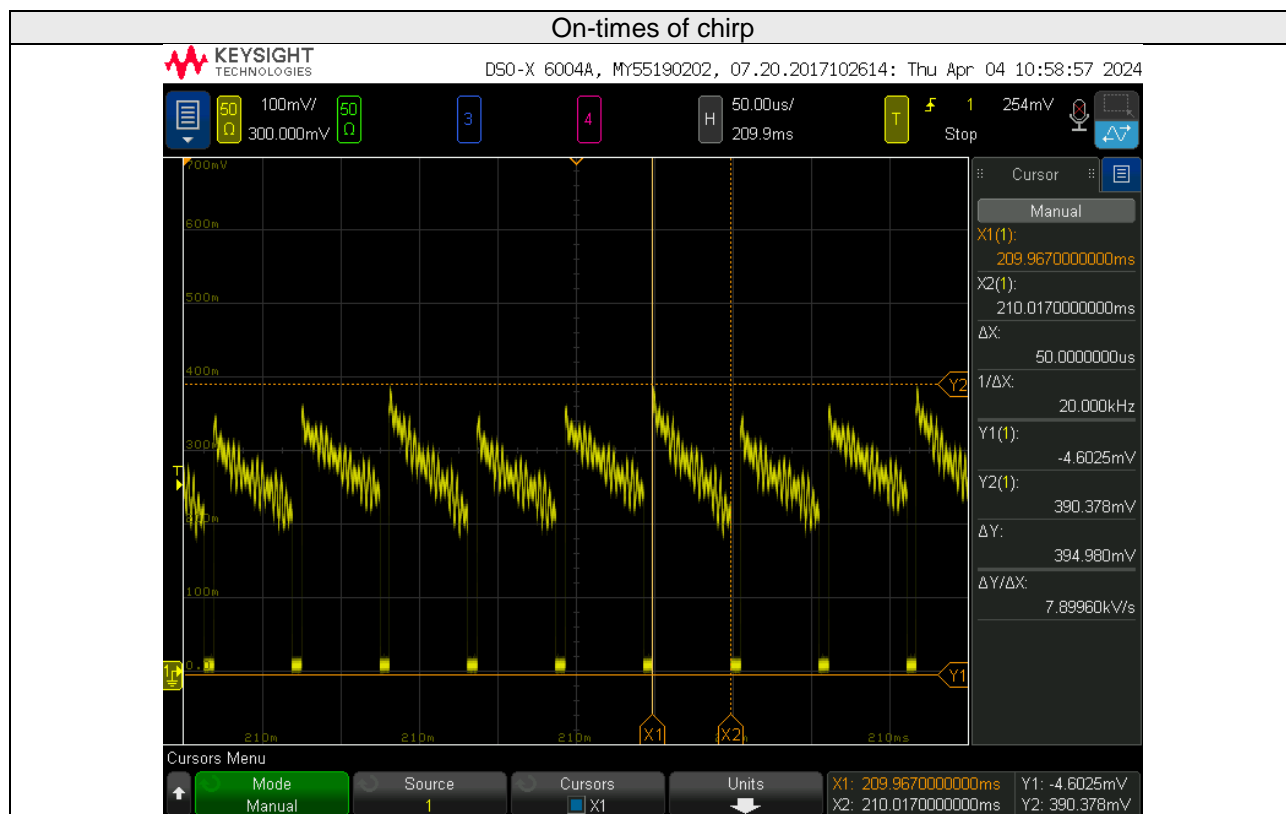 On-times of chirp
KEYSIGHT
TECHNOLOGIES
DSO-X 6004A, MY55190202, 07.20.2017102614: Thu Apr 04 10:58:57 2024
50 Ω 100mV/ 300.000mV
50 Ω
3
4
H 50.00us/ 209.9ms
T 1 254mV
Stop
700mV
600m
500m
400m
300m
200m
100m
0.0
T
1
Y2
Y1
X1
X2
210m 210m 210m 210ms
Cursor
Manual
X1(1):
209.9670000000ms
X2(1):
210.0170000000ms
ΔX:
50.0000000us
1/ΔX:
20.000kHz
Y1(1):
-4.6025mV
Y2(1):
390.378mV
ΔY:
394.980mV
ΔY/ΔX:
7.89960kV/s
Cursors Menu
Mode
Manual
Source
1
Cursors
X1
Units
X1: 209.9670000000ms Y1: -4.6025mV
X2: 210.0170000000ms Y2: 390.378mV